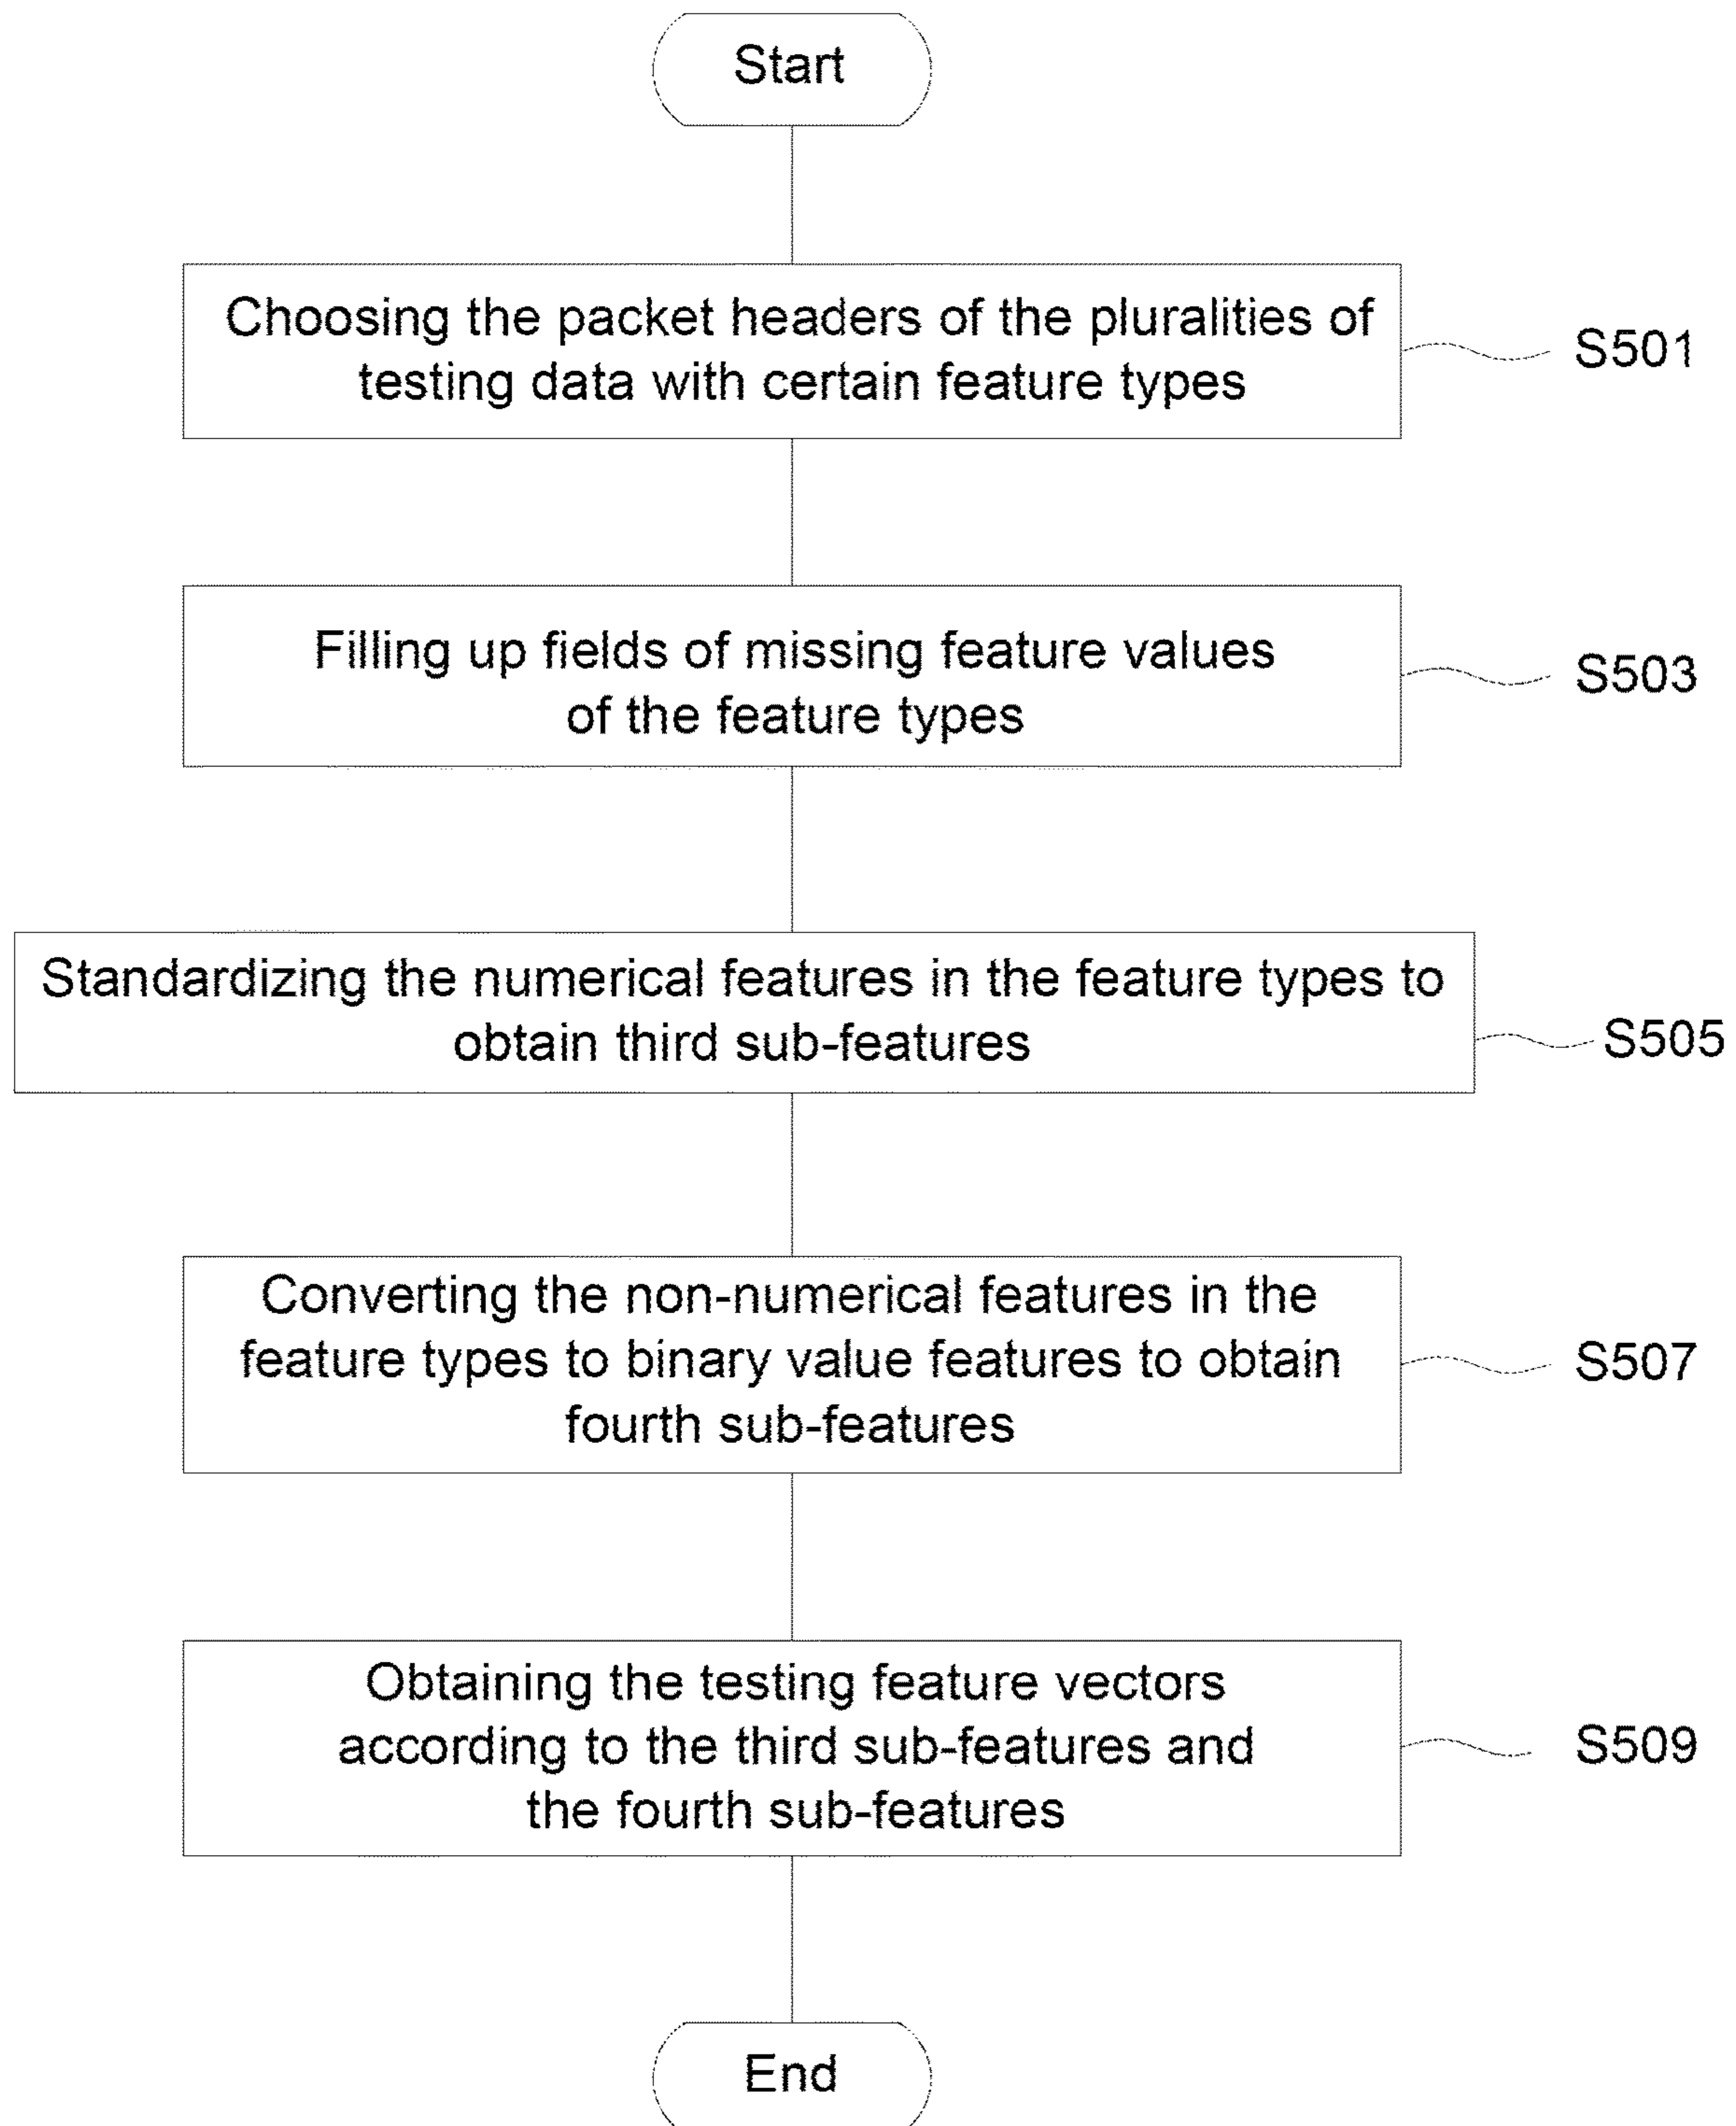 Start
Choosing the packet headers of the pluralities of
testing data with certain feature types
S501
Filling up fields of missing feature values
of the feature types
S503
Standardizing the numerical features in the feature types to
obtain third sub-features
S505
Converting the non-numerical features in the
feature types to binary value features to obtain
fourth sub-features
S507
Obtaining the testing feature vectors
according to the third sub-features and
the fourth sub-features
S509
End